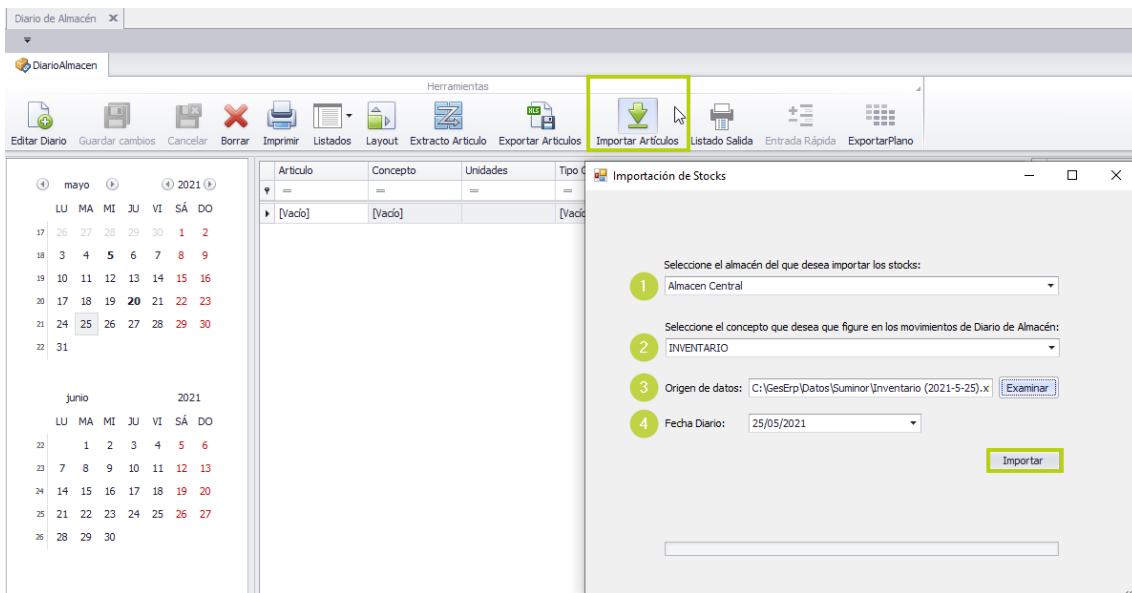 Diario de Almacén
DiarioAlmacen
Herramientas
Editar Diario Guardar cambios Cancelar Borrar Imprimir Listados Layout Extracto Articulo Exportar Articulos Importar Artículos Listado Salida Entrada Rápida ExportarPlano
mayo 2021
LU MA MI JU VI SÁ DO
17 26 27 28 29 30 1 2
18 3 4 5 6 7 8 9
19 10 11 12 13 14 15 16
20 17 18 19 20 21 22 23
21 24 25 26 27 28 29 30
22 31
junio 2021
LU MA MI JU VI SÁ DO
22 1 2 3 4 5 6
23 7 8 9 10 11 12 13
24 14 15 16 17 18 19 20
25 21 22 23 24 25 26 27
26 28 29 30
Articulo Concepto Unidades Tipo
= = = =
[Vacío] [Vacío] [Vacío
Importación de Stocks
Seleccione el almacén del que desea importar los stocks:
1 Almacen Central
Seleccione el concepto que desea que figure en los movimientos de Diario de Almacén:
2 INVENTARIO
3 Origen de datos: C:\GesErp\Datos\Suminor\Inventario (2021-5-25).x Examinar
4 Fecha Diario: 25/05/2021
Importar